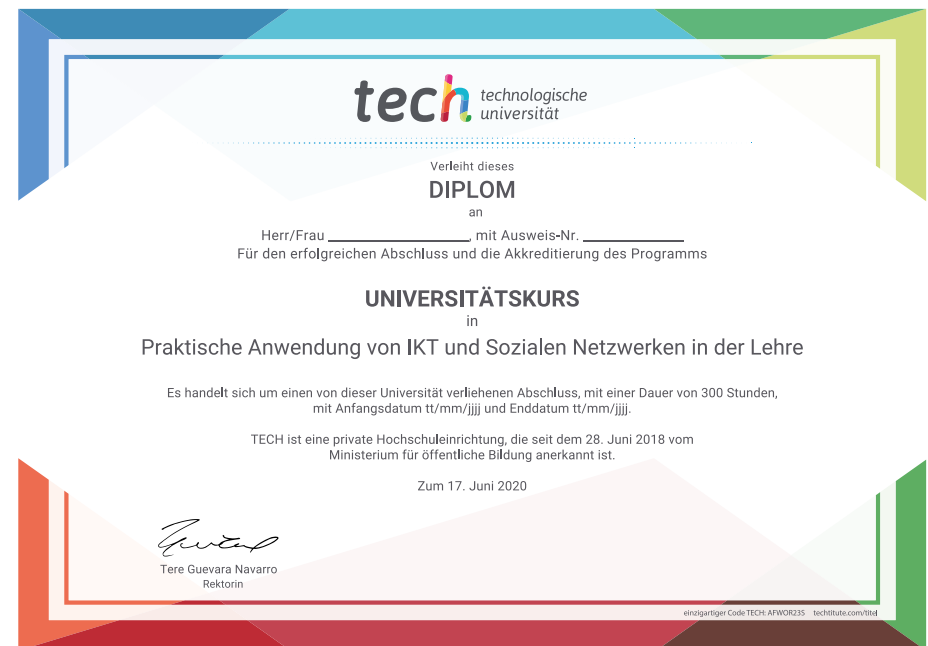 tech technologische
universität
Verleiht dieses
DIPLOM
an
Herr/Frau ____________________, mit Ausweis-Nr. ______________
Für den erfolgreichen Abschluss und die Akkreditierung des Programms
UNIVERSITÄTSKURS
in
Praktische Anwendung von IKT und Sozialen Netzwerken in der Lehre
Es handelt sich um einen von dieser Universität verliehenen Abschluss, mit einer Dauer von 300 Stunden,
mit Anfangsdatum tt/mm/jjjj und Enddatum tt/mm/jjjj.
TECH ist eine private Hochschuleinrichtung, die seit dem 28. Juni 2018 vom
Ministerium für öffentliche Bildung anerkannt ist.
Zum 17. Juni 2020
Tere Guevara Navarro
Rektorin
einzigartiger Code TECH: AFWOR23S techtitute.com/titel